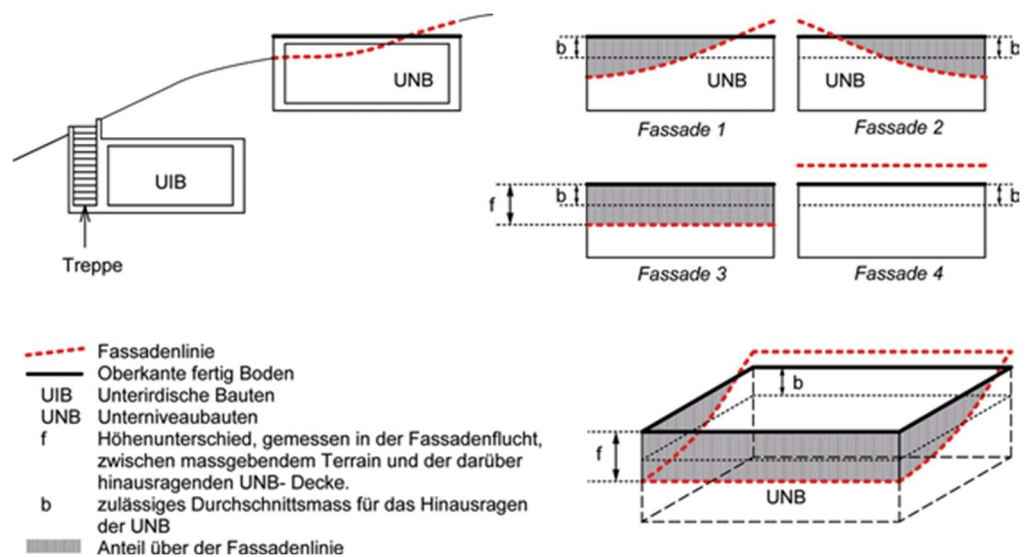 UNB
UIB
Treppe
b
UNB
Fassade 1
UNB
b
Fassade 2
f
b
Fassade 3
b
Fassade 4
Fassadenlinie
Oberkante fertig Boden
UIB Unterirdische Bauten
UNB Unterniveaubauten
f Höhenunterschied, gemessen in der Fassadenflucht,
zwischen massgebendem Terrain und der darüber
hinausragenden UNB- Decke.
b zulässiges Durchschnittsmass für das Hinausragen
der UNB
Anteil über der Fassadenlinie
b
f
UNB